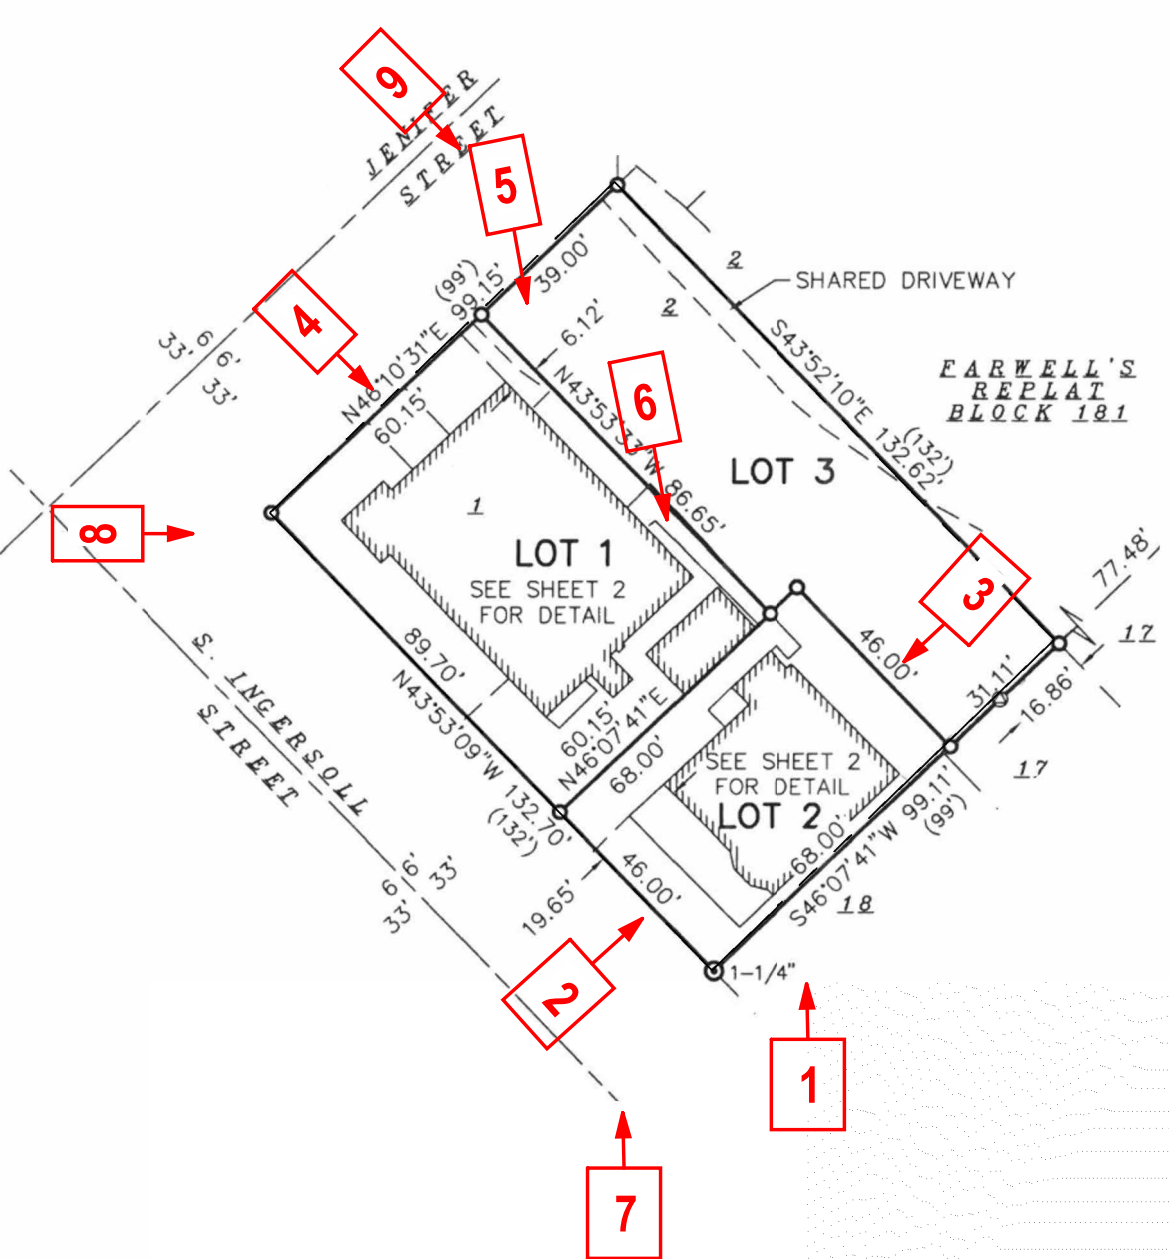 9
JENIFER
STREET
5
(99')
99.15'
N46°10'31"E
39.00'
2
SHARED DRIVEWAY
2
6.12'
4
6 6'
33'
33'
60.15'
S43°52'10"E 132.62'
(132')
FARWELL'S
REPLAT
BLOCK 181
6
N43°53'33"W 86.65'
LOT 3
1
LOT 1
SEE SHEET 2
FOR DETAIL
8
3
77.48'
17
46.00'
31.11'
16.86'
17
S. INGERSOLL
STREET
89.70'
N43°53'09"W 132.70'
(132')
60.15'
N46°07'41"E
68.00'
SEE SHEET 2
FOR DETAIL
LOT 2
68.00'
S46°07'41"W 99.11'
(99')
18
6 6'
33'
33'
46.00'
19.65'
2
1-1/4"
1
7